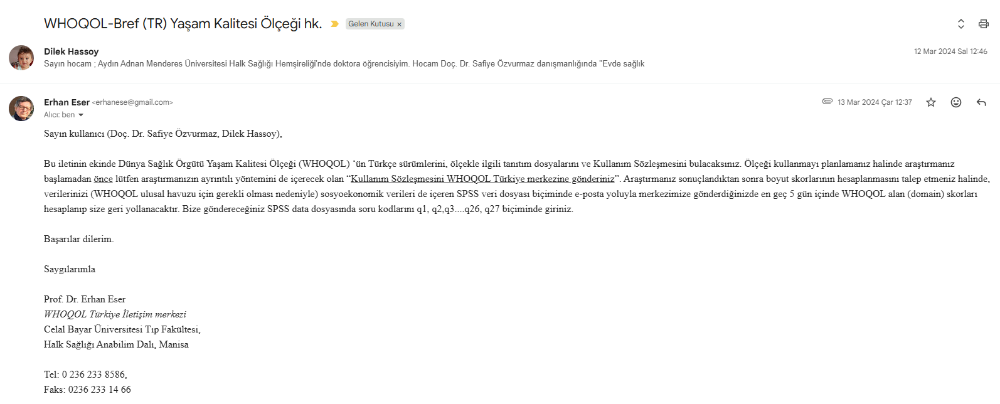 WHOQOL-Bref (TR) Yaşam Kalitesi Ölçeği hk.
Gelen Kutusu ×
Dilek Hassoy
12 Mar 2024 Sal 12:46
Sayın hocam ; Aydın Adnan Menderes Üniversitesi Halk Sağlığı Hemşireliği'nde doktora öğrencisiyim. Hocam Doç. Dr. Safiye Özvurmaz danışmanlığında "Evde sağlık
Erhan Eser <erhanese@gmail.com>
13 Mar 2024 Çar 12:37
Alıcı: ben
Sayın kullanıcı (Doç. Dr. Safiye Özvurmaz, Dilek Hassoy),
Bu iletinin ekinde Dünya Sağlık Örgütü Yaşam Kalitesi Ölçeği (WHOQOL) ‘ün Türkçe sürümlerini, ölçekle ilgili tanıtım dosyalarını ve Kullanım Sözleşmesini bulacaksınız. Ölçeği kullanmayı planlamanız halinde araştırmanız
başlamadan önce lütfen araştırmanızın ayrıntılı yöntemini de içerecek olan “Kullanım Sözleşmesini WHOQOL Türkiye merkezine gönderiniz”. Araştırmanız sonuçlandıktan sonra boyut skorlarının hesaplanmasını talep etmeniz halinde,
verilerinizi (WHOQOL ulusal havuzu için gerekli olması nedeniyle) sosyoekonomik verileri de içeren SPSS veri dosyası biçiminde e-posta yoluyla merkezimize gönderdiğinizde en geç 5 gün içinde WHOQOL alan (domain) skorları
hesaplanıp size geri yollanacaktır. Bize göndereceğiniz SPSS data dosyasında soru kodlarını q1, q2,q3....q26, q27 biçiminde giriniz.
Başarılar dilerim.
Saygılarımla
Prof. Dr. Erhan Eser
WHOQOL Türkiye İletişim merkezi
Celal Bayar Üniversitesi Tıp Fakültesi,
Halk Sağlığı Anabilim Dalı, Manisa
Tel: 0 236 233 8586,
Faks: 0236 233 14 66